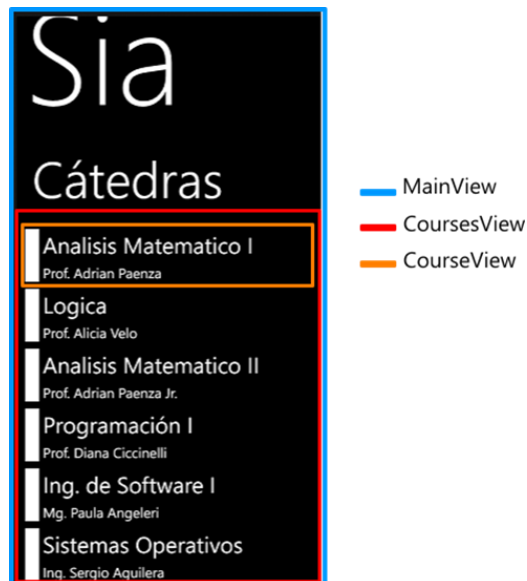 Sia
Cátedras
Analisis Matematico I
Prof. Adrian Paenza
Logica
Prof. Alicia Velo
Analisis Matematico II
Prof. Adrian Paenza Jr.
Programación I
Prof. Diana Ciccinelli
Ing. de Software I
Mg. Paula Angeleri
Sistemas Operativos
Ing. Sergio Aguilera
MainView
CoursesView
CourseView